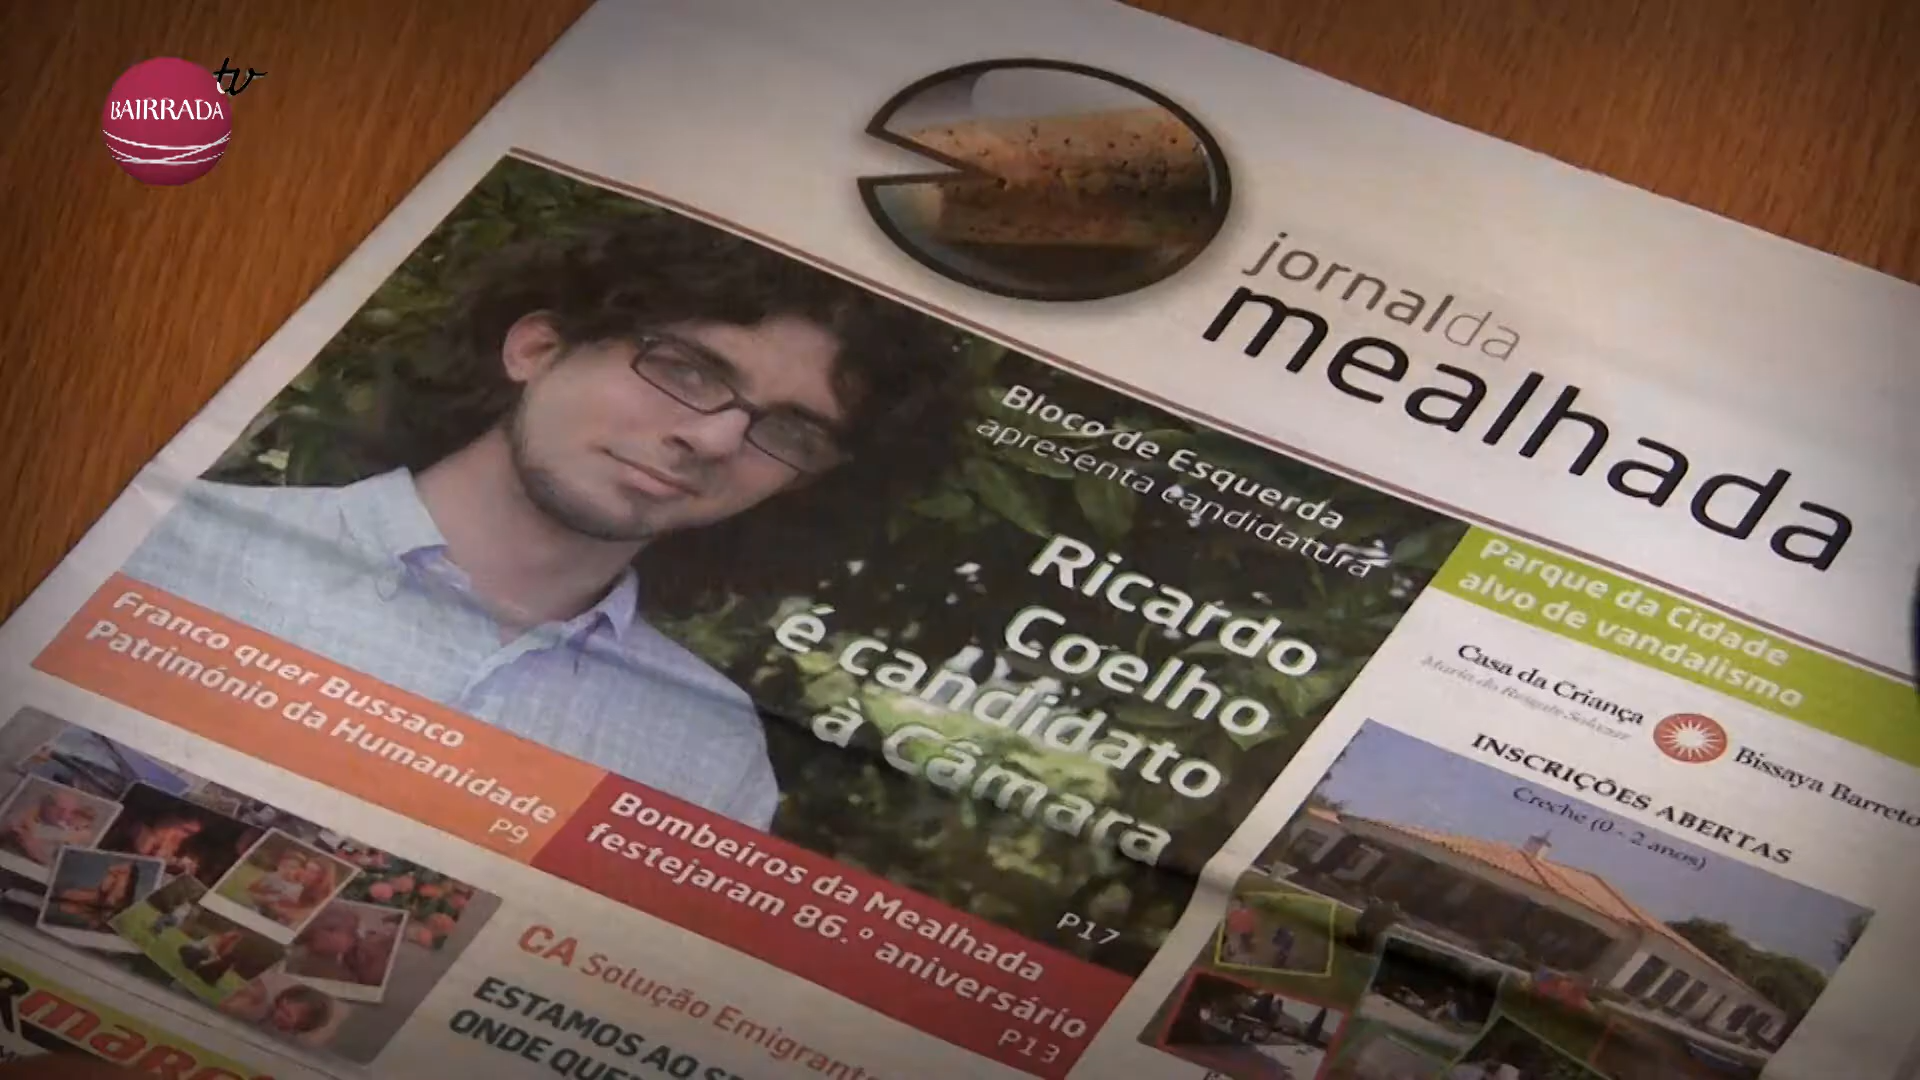 BAIRRADA tv
jornalda
mealhada
Bloco de Esquerda
apresenta candidatura
Ricardo
Coelho
é candidato
à Câmara
P17
Parque da Cidade
alvo de vandalismo
Casa da Criança
Bissaya Barreto
INSCRIÇÕES ABERTAS
Creche (0 - 2 anos)
Franco quer Bussaco
Património da Humanidade
P9
Bombeiros da Mealhada
festejaram 86.º aniversário
P13
CA Solução Emigrant
ESTAMOS AO
ONDE QUE